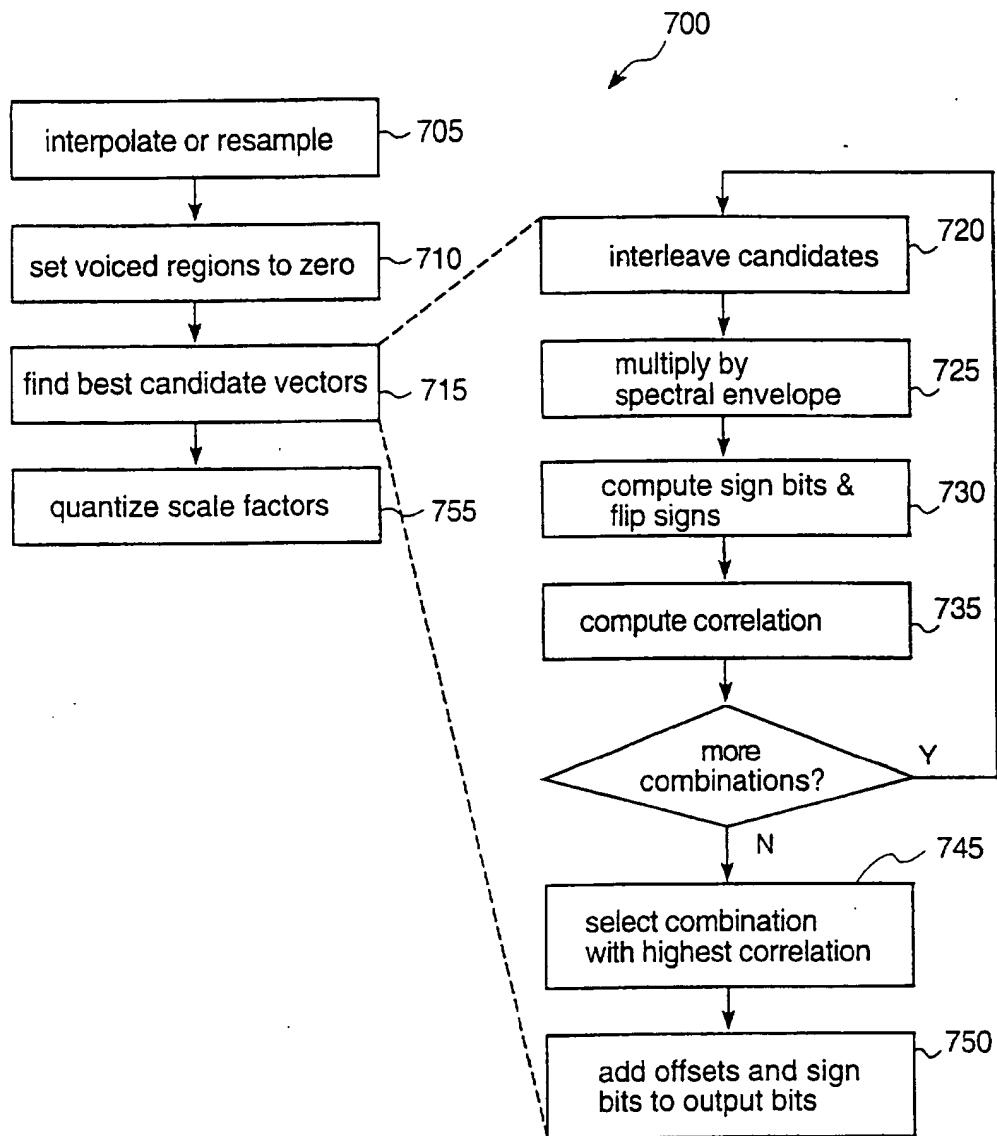 700
interpolate or resample
705
set voiced regions to zero
710
find best candidate vectors
715
quantize scale factors
755
interleave candidates
720
multiply by
spectral envelope
725
compute sign bits &
flip signs
730
compute correlation
735
more
combinations?
Y
N
745
select combination
with highest correlation
750
add offsets and sign
bits to output bits